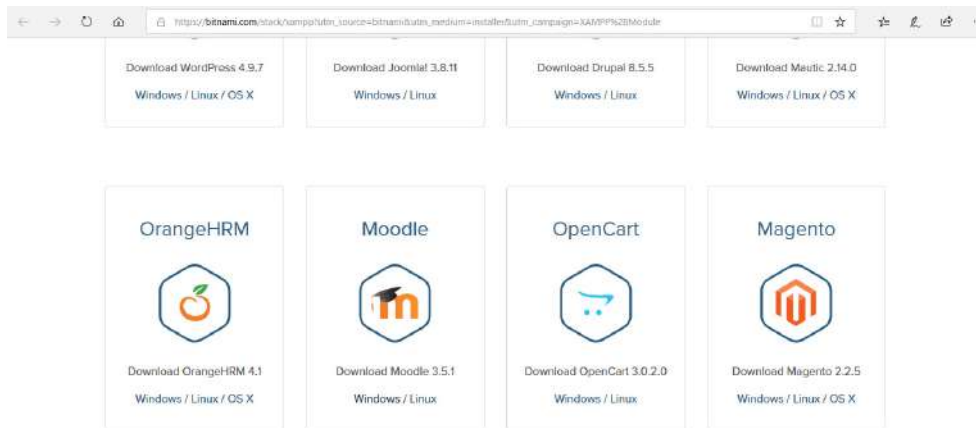 https://bitnami.com/stack/xampp?utm_source=bitnami&utm_medium=installer&utm_campaign=XAMPP%2BModule
Download WordPress 4.9.7
Download Joomla! 3.8.11
Download Drupal 8.5.5
Download Mautic 2.14.0
Windows / Linux / OS X
Windows / Linux
Windows / Linux
Windows / Linux / OS X
OrangeHRM
Moodle
OpenCart
Magento
m
Download OrangeHRM 4.1
Download Moodle 3.5.1
Download OpenCart 3.0.2.0
Download Magento 2.2.5
Windows / Linux / OS X
Windows / Linux
Windows / Linux
Windows / Linux / OS X